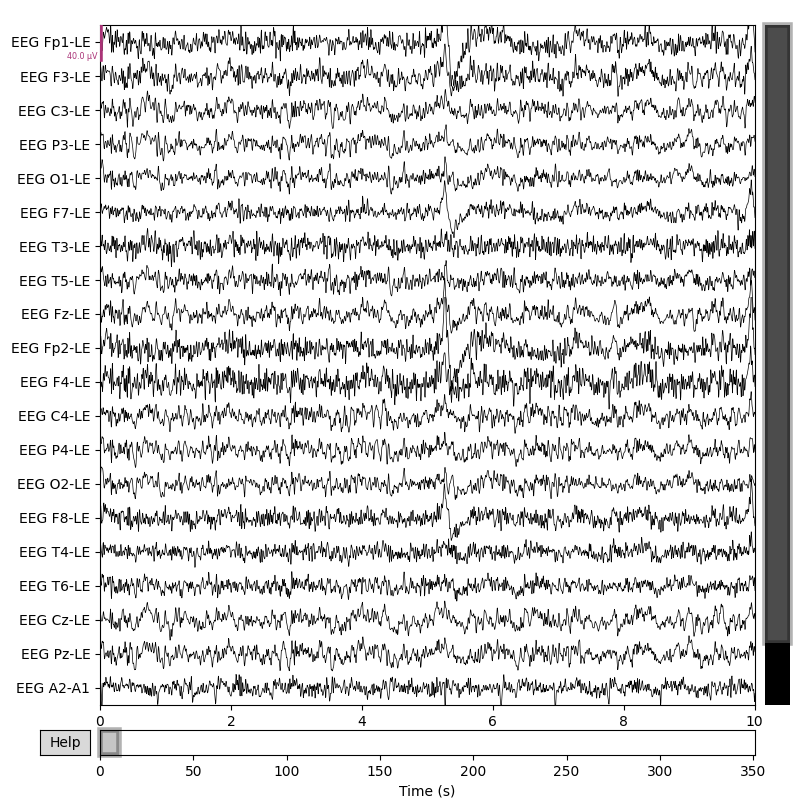 EEG Fp1-LE
40.0 µV
EEG F3-LE
EEG C3-LE
EEG P3-LE
EEG O1-LE
EEG F7-LE
EEG T3-LE
EEG T5-LE
EEG Fz-LE
EEG Fp2-LE
EEG F4-LE
EEG C4-LE
EEG P4-LE
EEG O2-LE
EEG F8-LE
EEG T4-LE
EEG T6-LE
EEG Cz-LE
EEG Pz-LE
EEG A2-A1
0 2 4 6 8 10
Help
0 50 100 150 200 250 300 350
Time (s)